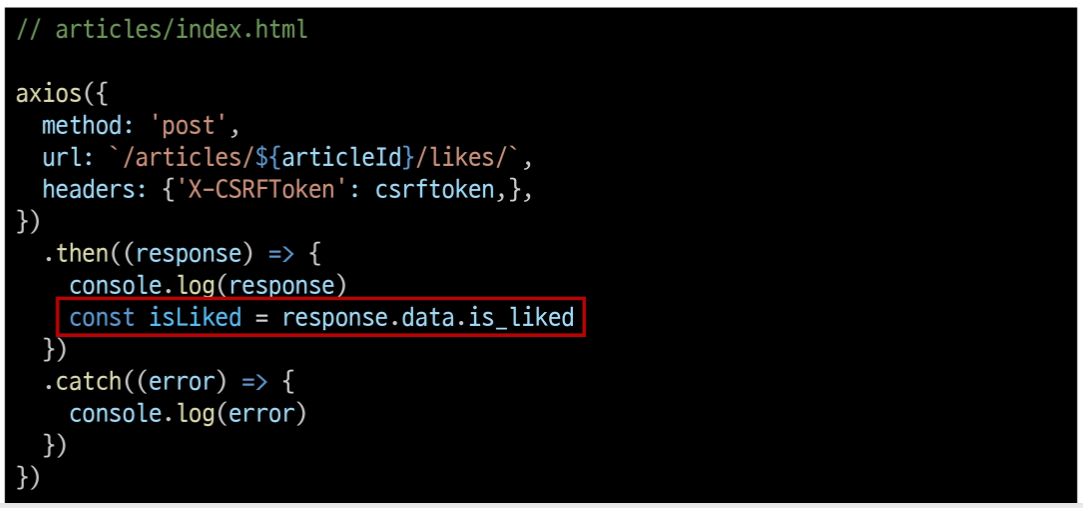 // articles/index.html
axios({
method: 'post',
url: `/articles/${articleId}/likes/`,
headers: {'X-CSRFToken': csrftoken,},
})
.then((response) => {
console.log(response)
const isLiked = response.data.is_liked
})
.catch((error) => {
console.log(error)
})
})